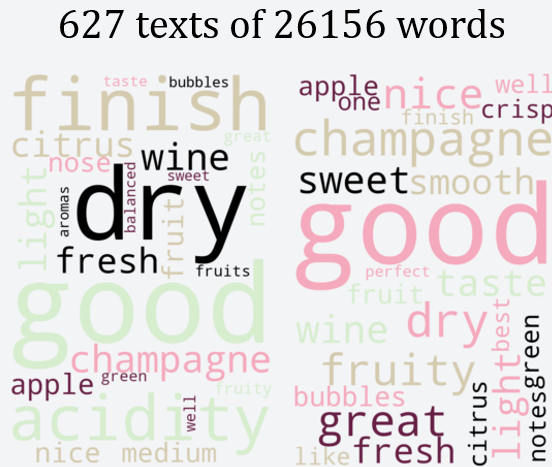 627 texts of 26156 words
taste bubbles
finish
citrus great
nose wine
sweet
light
aromas
dry
balanced
fruit
notes
fresh fruits
good
champagne
apple green
fruity
acidity
well
nice medium
apple well
one nice crisp
finish
champagne
sweet smooth
good
perfect
fruit taste
wine dry
best
green
fruity
bubbles
light
citrus
notes
great
like fresh